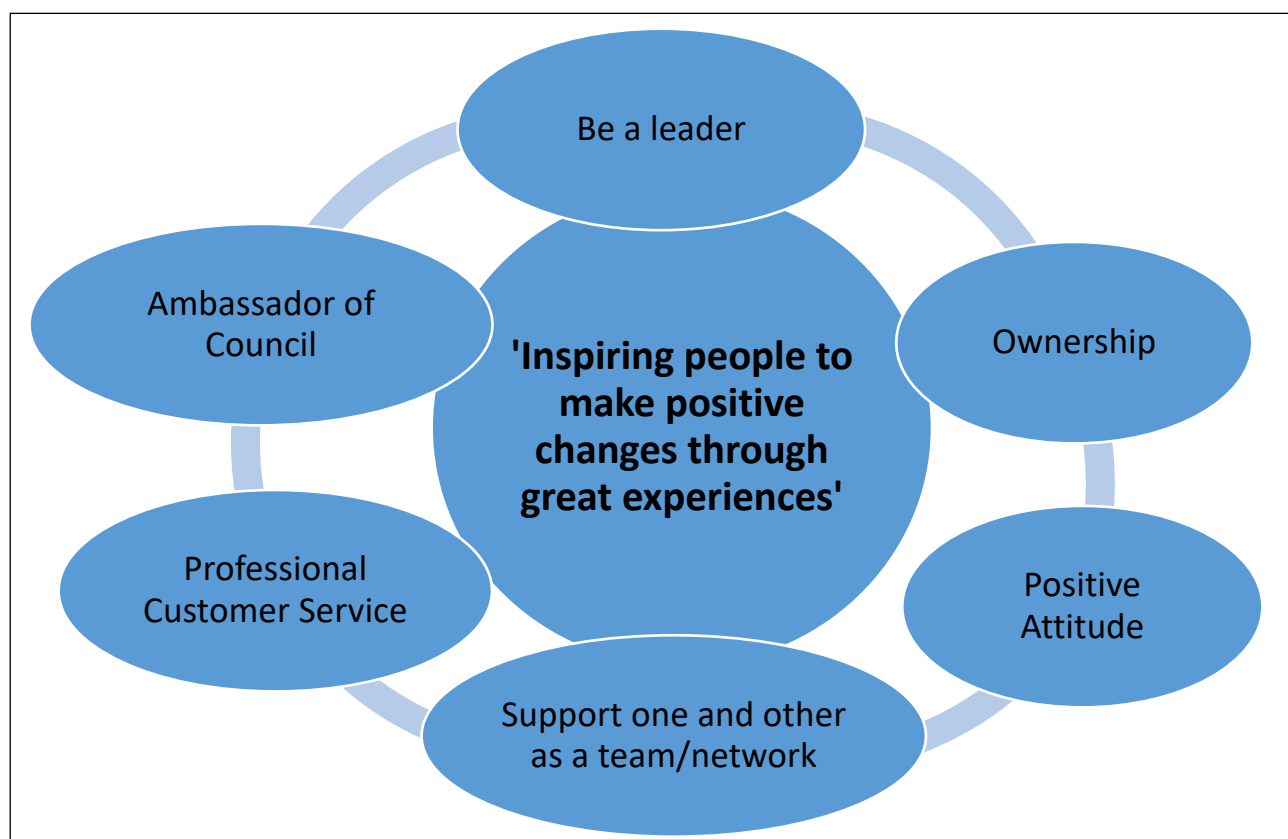 Be a leader
Ambassador of
Council
Ownership
'Inspiring people to
make positive
changes through
great experiences'
Professional
Customer Service
Positive
Attitude
Support one and other
as a team/network